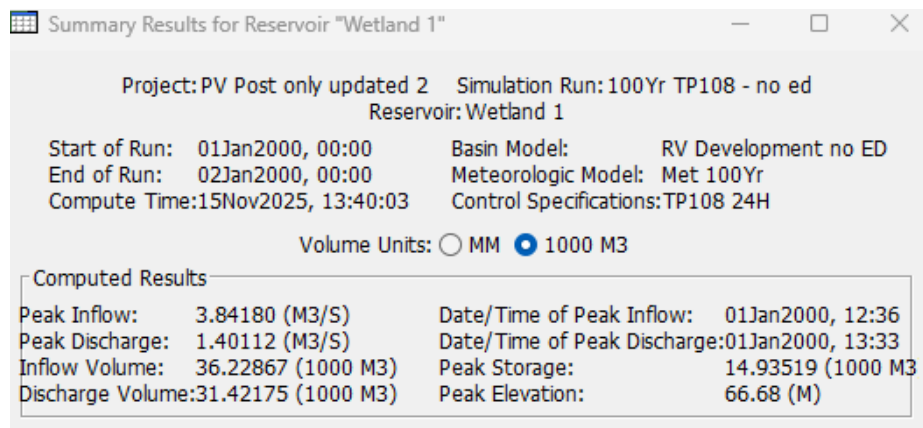 Summary Results for Reservoir "Wetland 1"
Project: PV Post only updated 2 Simulation Run: 100Yr TP108 - no ed
Reservoir: Wetland 1
Start of Run: 01Jan2000, 00:00 Basin Model: RV Development no ED
End of Run: 02Jan2000, 00:00 Meteorologic Model: Met 100Yr
Compute Time:15Nov2025, 13:40:03 Control Specifications:TP108 24H
Volume Units: MM 1000 M3
Computed Results
Peak Inflow: 3.84180 (M3/S) Date/Time of Peak Inflow: 01Jan2000, 12:36
Peak Discharge: 1.40112 (M3/S) Date/Time of Peak Discharge:01Jan2000, 13:33
Inflow Volume: 36.22867 (1000 M3) Peak Storage: 14.93519 (1000 M3
Discharge Volume:31.42175 (1000 M3) Peak Elevation: 66.68 (M)